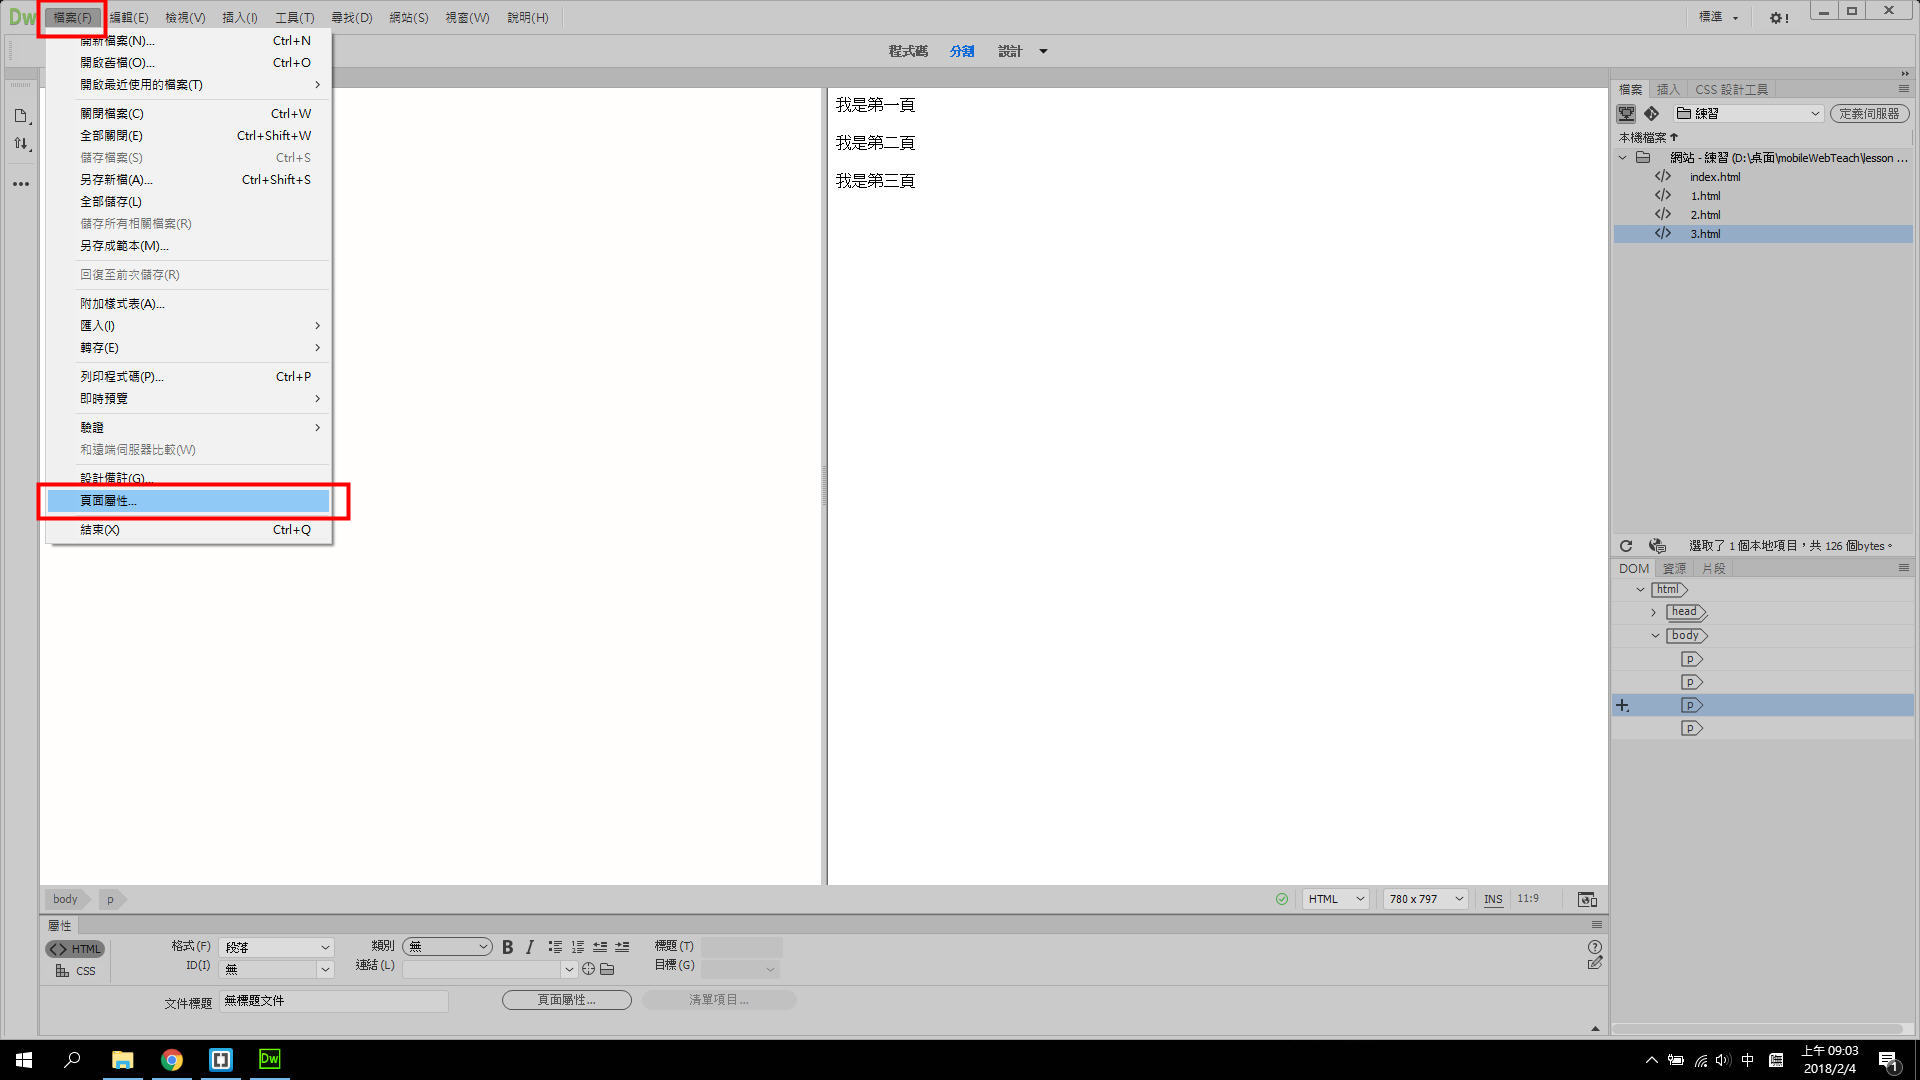 Dw 檔案(F) 編輯(E) 檢視(V) 插入(I) 工具(T) 尋找(D) 網站(S) 視窗(W) 說明(H) 標準 !
程式碼 分割 設計
開新檔案(N)... Ctrl+N
開啟舊檔(O)... Ctrl+O
開啟最近使用的檔案(T)
關閉檔案(C) Ctrl+W
全部關閉(E) Ctrl+Shift+W
儲存檔案(S) Ctrl+S
另存新檔(A)... Ctrl+Shift+S
全部儲存(L)
儲存所有相關檔案(R)
另存成範本(M)...
回復至前次儲存(R)
附加樣式表(A)...
匯入(I)
轉存(E)
列印程式碼(P)... Ctrl+P
即時預覽
驗證
和遠端伺服器比較(W)
設計備註(G)...
頁面屬性...
結束(X) Ctrl+Q
我是第一頁
我是第二頁
我是第三頁
檔案 插入 CSS 設計工具
練習 定義伺服器
本機檔案
網站 - 練習 (D:\桌面\mobileWebTeach\lesson ...
index.html
1.html
2.html
3.html
選取了 1 個本地項目，共 126 個bytes。
DOM 資源 片段
html
head
body
p
p
p
p
body p HTML 780 x 797 INS 11:9
屬性
HTML 格式(F) 段落 類別 無 B I 標題(T)
CSS ID(I) 無 連結(L) 目標(G)
文件標題 無標題文件 頁面屬性... 清單項目...
Dw 中 上午 09:03
2018/2/4 1